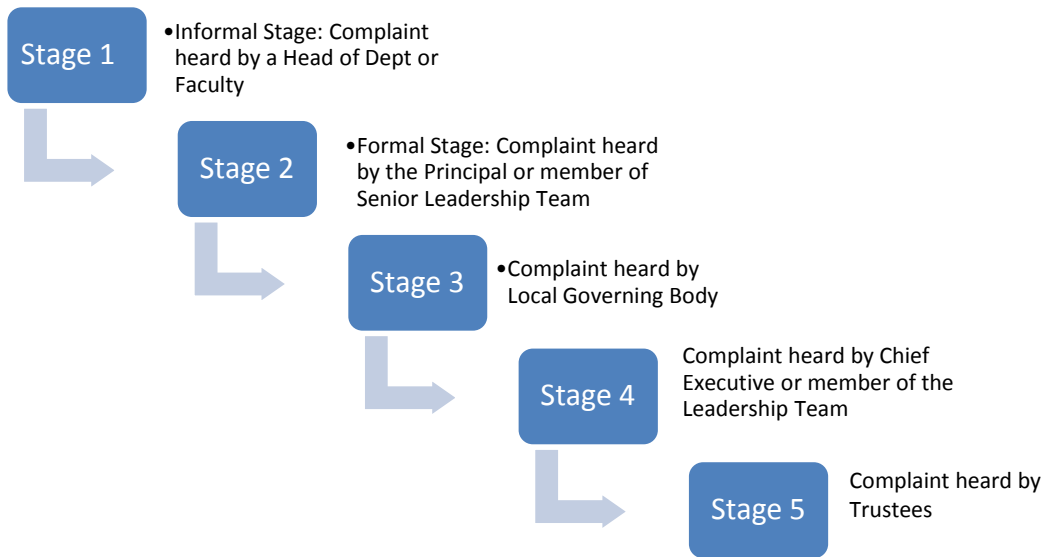 Stage 1
•Informal Stage: Complaint
heard by a Head of Dept or
Faculty
Stage 2
•Formal Stage: Complaint heard
by the Principal or member of
Senior Leadership Team
Stage 3
•Complaint heard by
Local Governing Body
Stage 4
Complaint heard by Chief
Executive or member of the
Leadership Team
Stage 5
Complaint heard by
Trustees